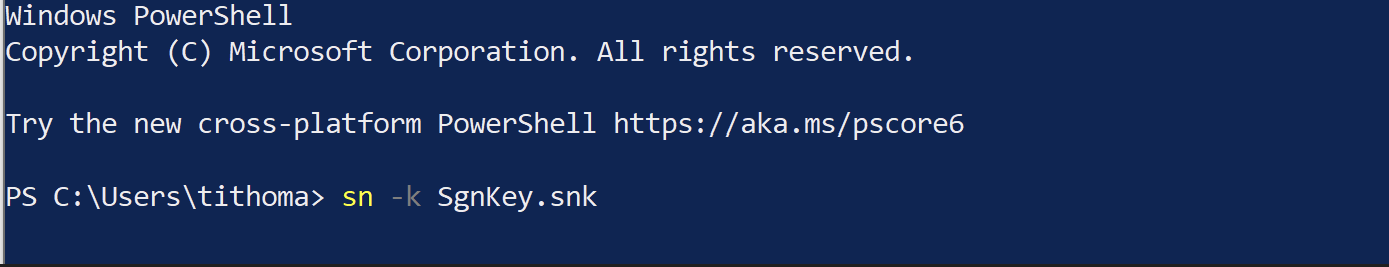 Windows PowerShell
Copyright (C) Microsoft Corporation. All rights reserved.
Try the new cross-platform PowerShell https://aka.ms/pscore6
PS C:\Users\tithoma> sn -k SgnKey.snk